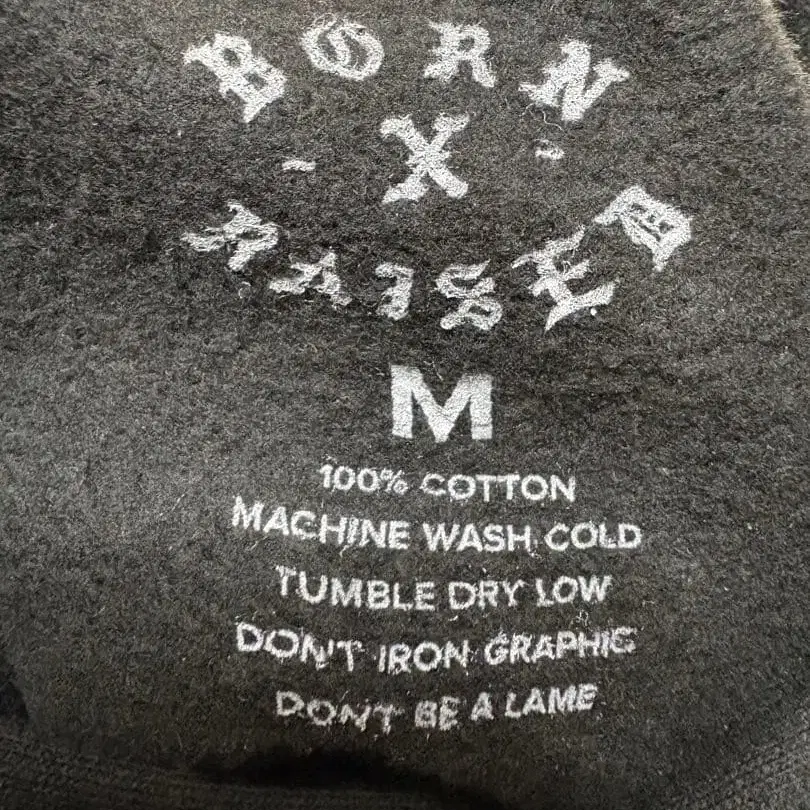 BORN
- X -
RAISED
M
100% COTTON
MACHINE WASH COLD
TUMBLE DRY LOW
DON'T IRON GRAPHIC
DON'T BE A LAME